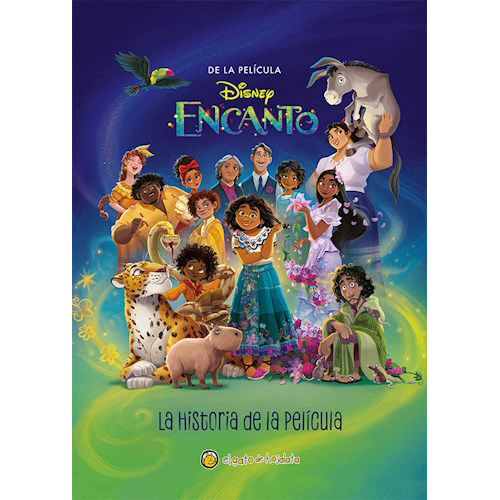 DE LA PELÍCULA
DISNEY
ENCANTO
La Historia de la Película
el gato de hojalata